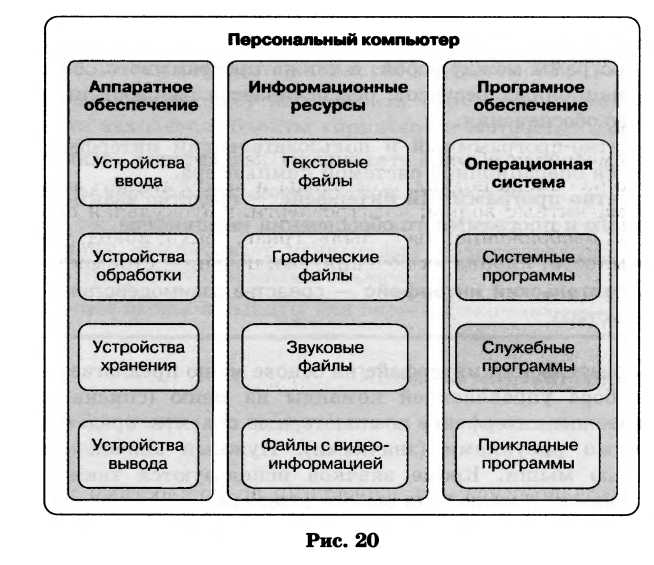 Персональный компьютер
Аппаратное
обеспечение
Устройства
ввода
Устройства
обработки
Устройства
хранения
Устройства
вывода
Информационные
ресурсы
Текстовые
файлы
Графические
файлы
Звуковые
файлы
Файлы с видео-
информацией
Програмное
обеспечение
Операционная
система
Системные
программы
Служебные
программы
Прикладные
программы
Рис. 20